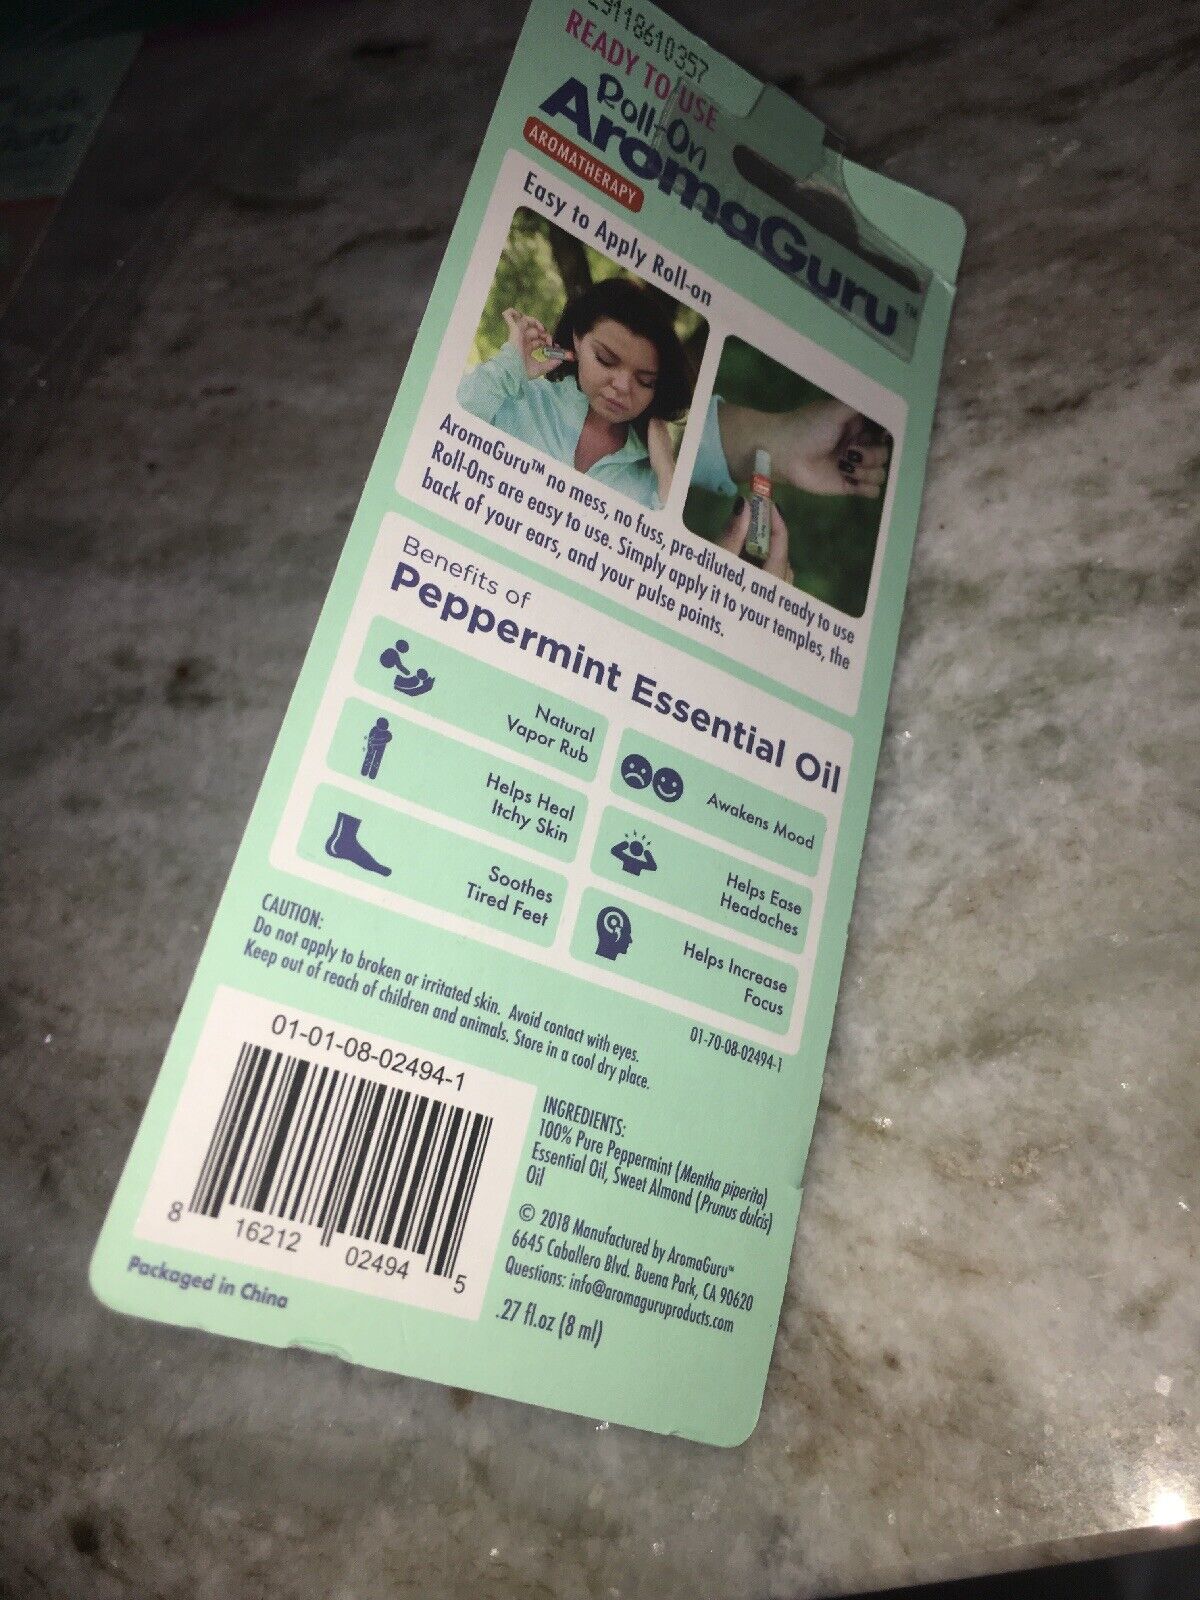 29118610357
READY TO USE
Roll-On
AromaGuru™
AROMATHERAPY
Easy to Apply Roll-on
AromaGuru™ no mess, no fuss, pre-diluted, and ready to use
Roll-Ons are easy to use. Simply apply it to your temples, the
back of your ears, and your pulse points.
Benefits of
Peppermint Essential Oil
Natural
Vapor Rub
Helps Heal
Itchy Skin
Soothes
Tired Feet
Awakens Mood
Helps Ease
Headaches
Helps Increase
Focus
CAUTION:
Do not apply to broken or irritated skin. Avoid contact with eyes.
Keep out of reach of children and animals. Store in a cool dry place.
01-70-08-02494-1
01-01-08-02494-1
8 16212 02494 5
Packaged in China
INGREDIENTS:
100% Pure Peppermint (Mentha piperita)
Essential Oil, Sweet Almond (Prunus dulcis)
Oil
© 2018 Manufactured by AromaGuru™
6645 Caballero Blvd. Buena Park, CA 90620
Questions: info@aromaguruproducts.com
.27 fl.oz (8 ml)